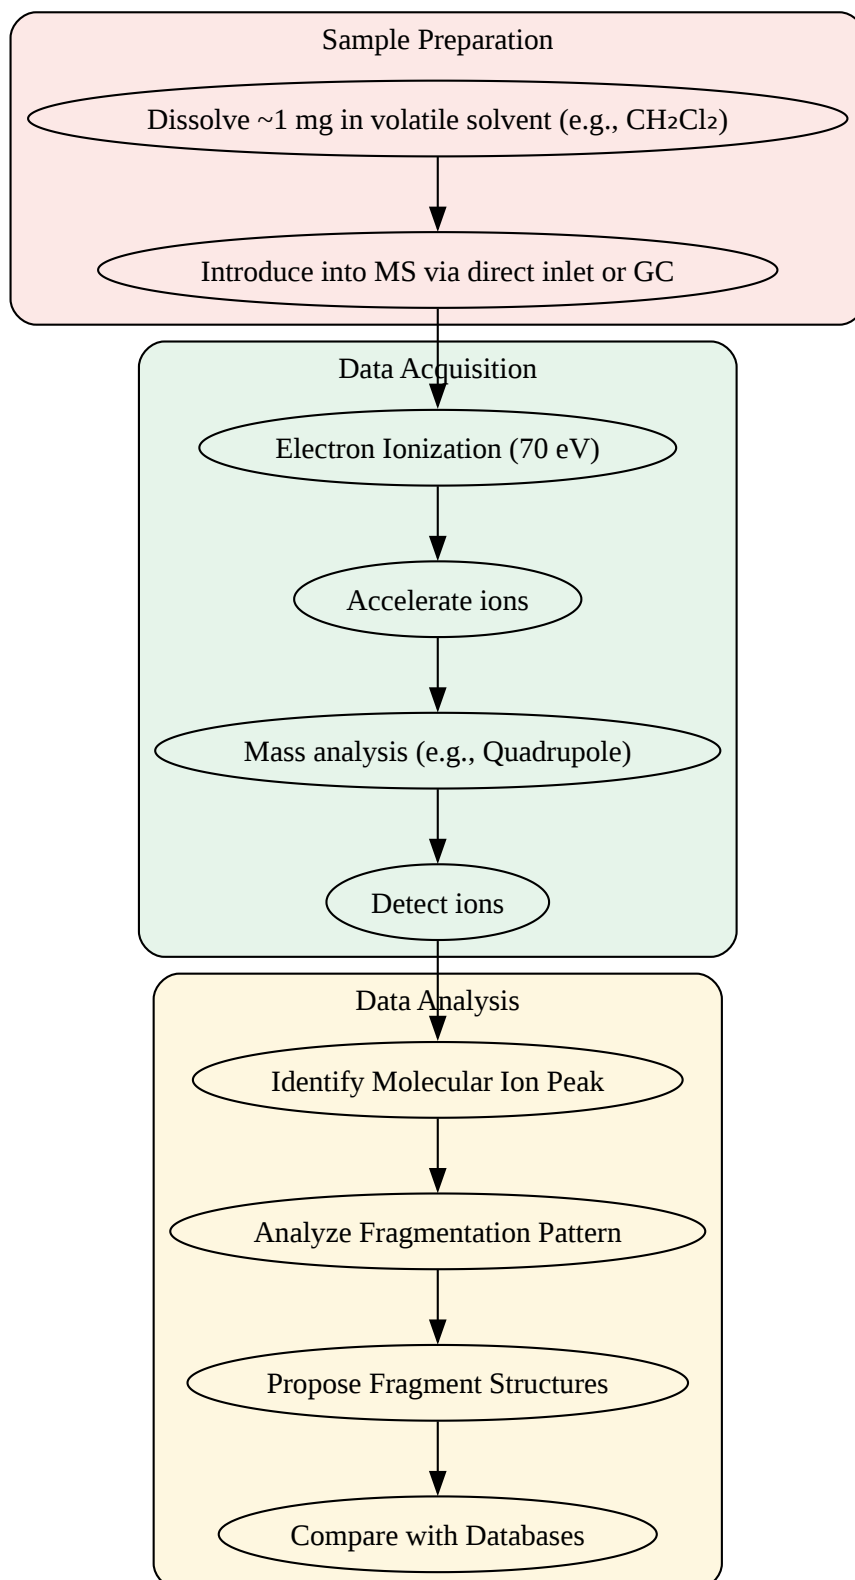 Sample Preparation
Dissolve ~1 mg in volatile solvent (e.g., CH₂Cl₂)
Introduce into MS via direct inlet or GC
Data Acquisition
Electron Ionization (70 eV)
Accelerate ions
Mass analysis (e.g., Quadrupole)
Detect ions
Data Analysis
Identify Molecular Ion Peak
Analyze Fragmentation Pattern
Propose Fragment Structures
Compare with Databases